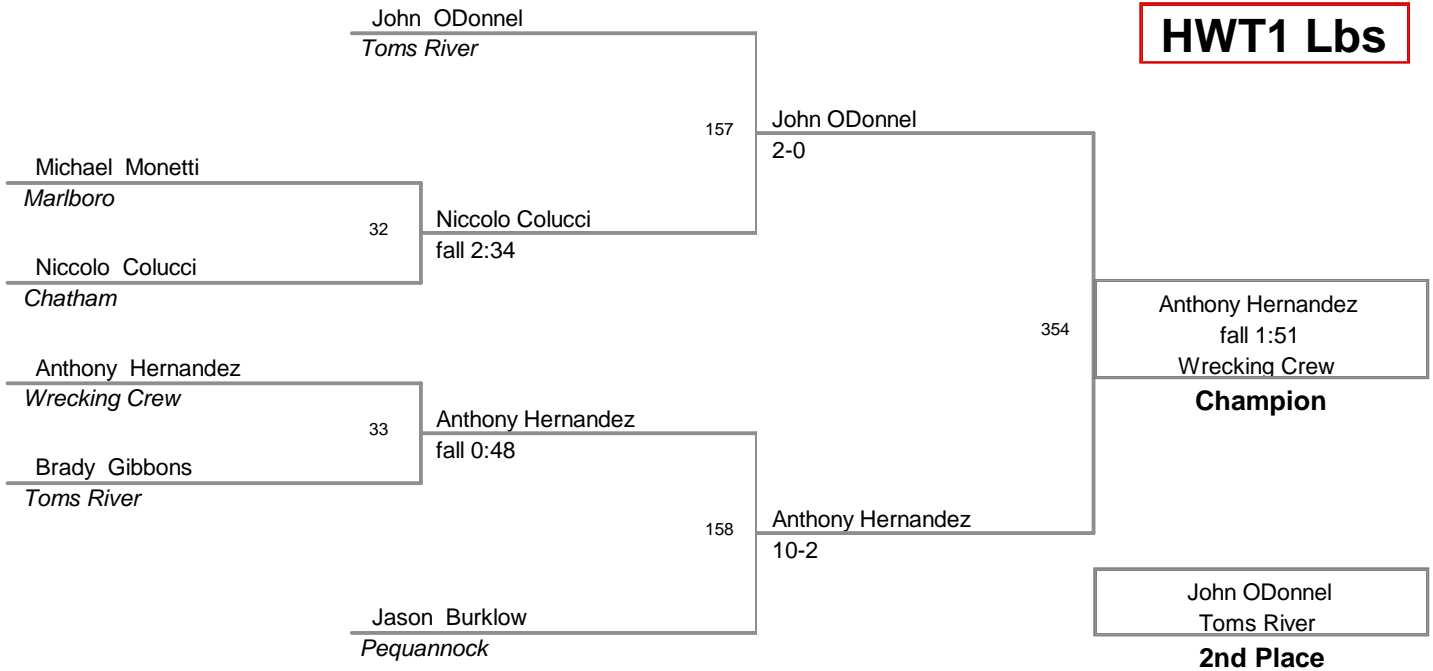 John ODonnel
Toms River
HWT1 Lbs
157
John ODonnel
2-0
Michael Monetti
Marlboro
32
Niccolo Colucci
fall 2:34
Niccolo Colucci
Chatham
354
Anthony Hernandez
fall 1:51
Wrecking Crew
Champion
Anthony Hernandez
Wrecking Crew
33
Anthony Hernandez
fall 0:48
Brady Gibbons
Toms River
158
Anthony Hernandez
10-2
Jason Burklow
Pequannock
John ODonnel
Toms River
2nd Place